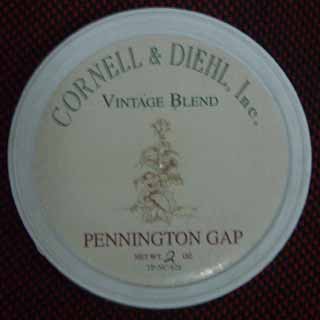 CORNELL & DIEHL, Inc.
VINTAGE BLEND
PENNINGTON GAP
NET WT. 2 OZ.